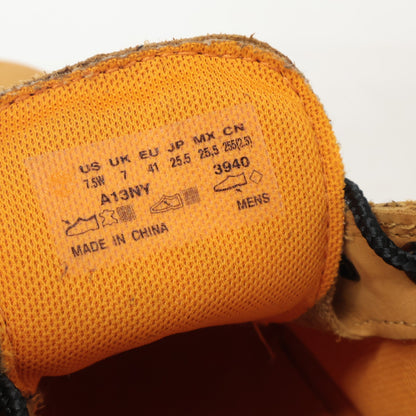 US UK EU JP MX CN
7.5W 7 41 25.5 25,5 255(2.5)
A13NY 3940
MENS
MADE IN CHINA